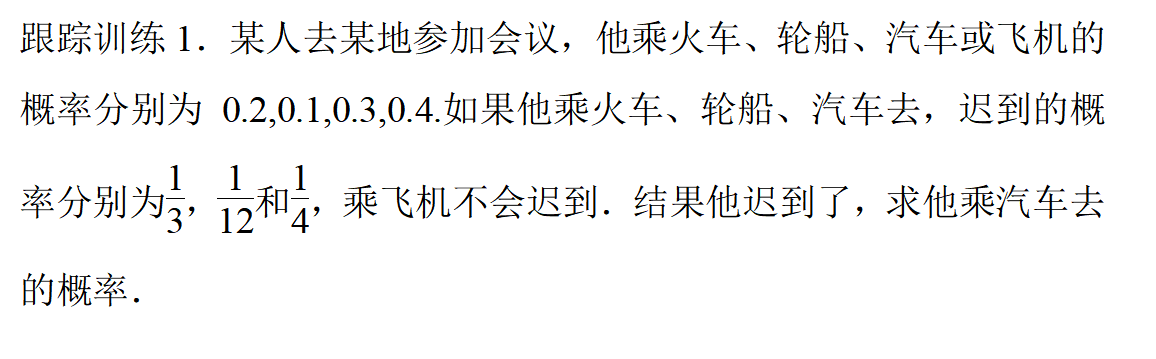 跟踪训练 1．某人去某地参加会议，他乘火车、轮船、汽车或飞机的
概率分别为 0.2,0.1,0.3,0.4.如果他乘火车、轮船、汽车去，迟到的概
率分别为1/3，1/12和1/4，乘飞机不会迟到．结果他迟到了，求他乘汽车去
的概率．